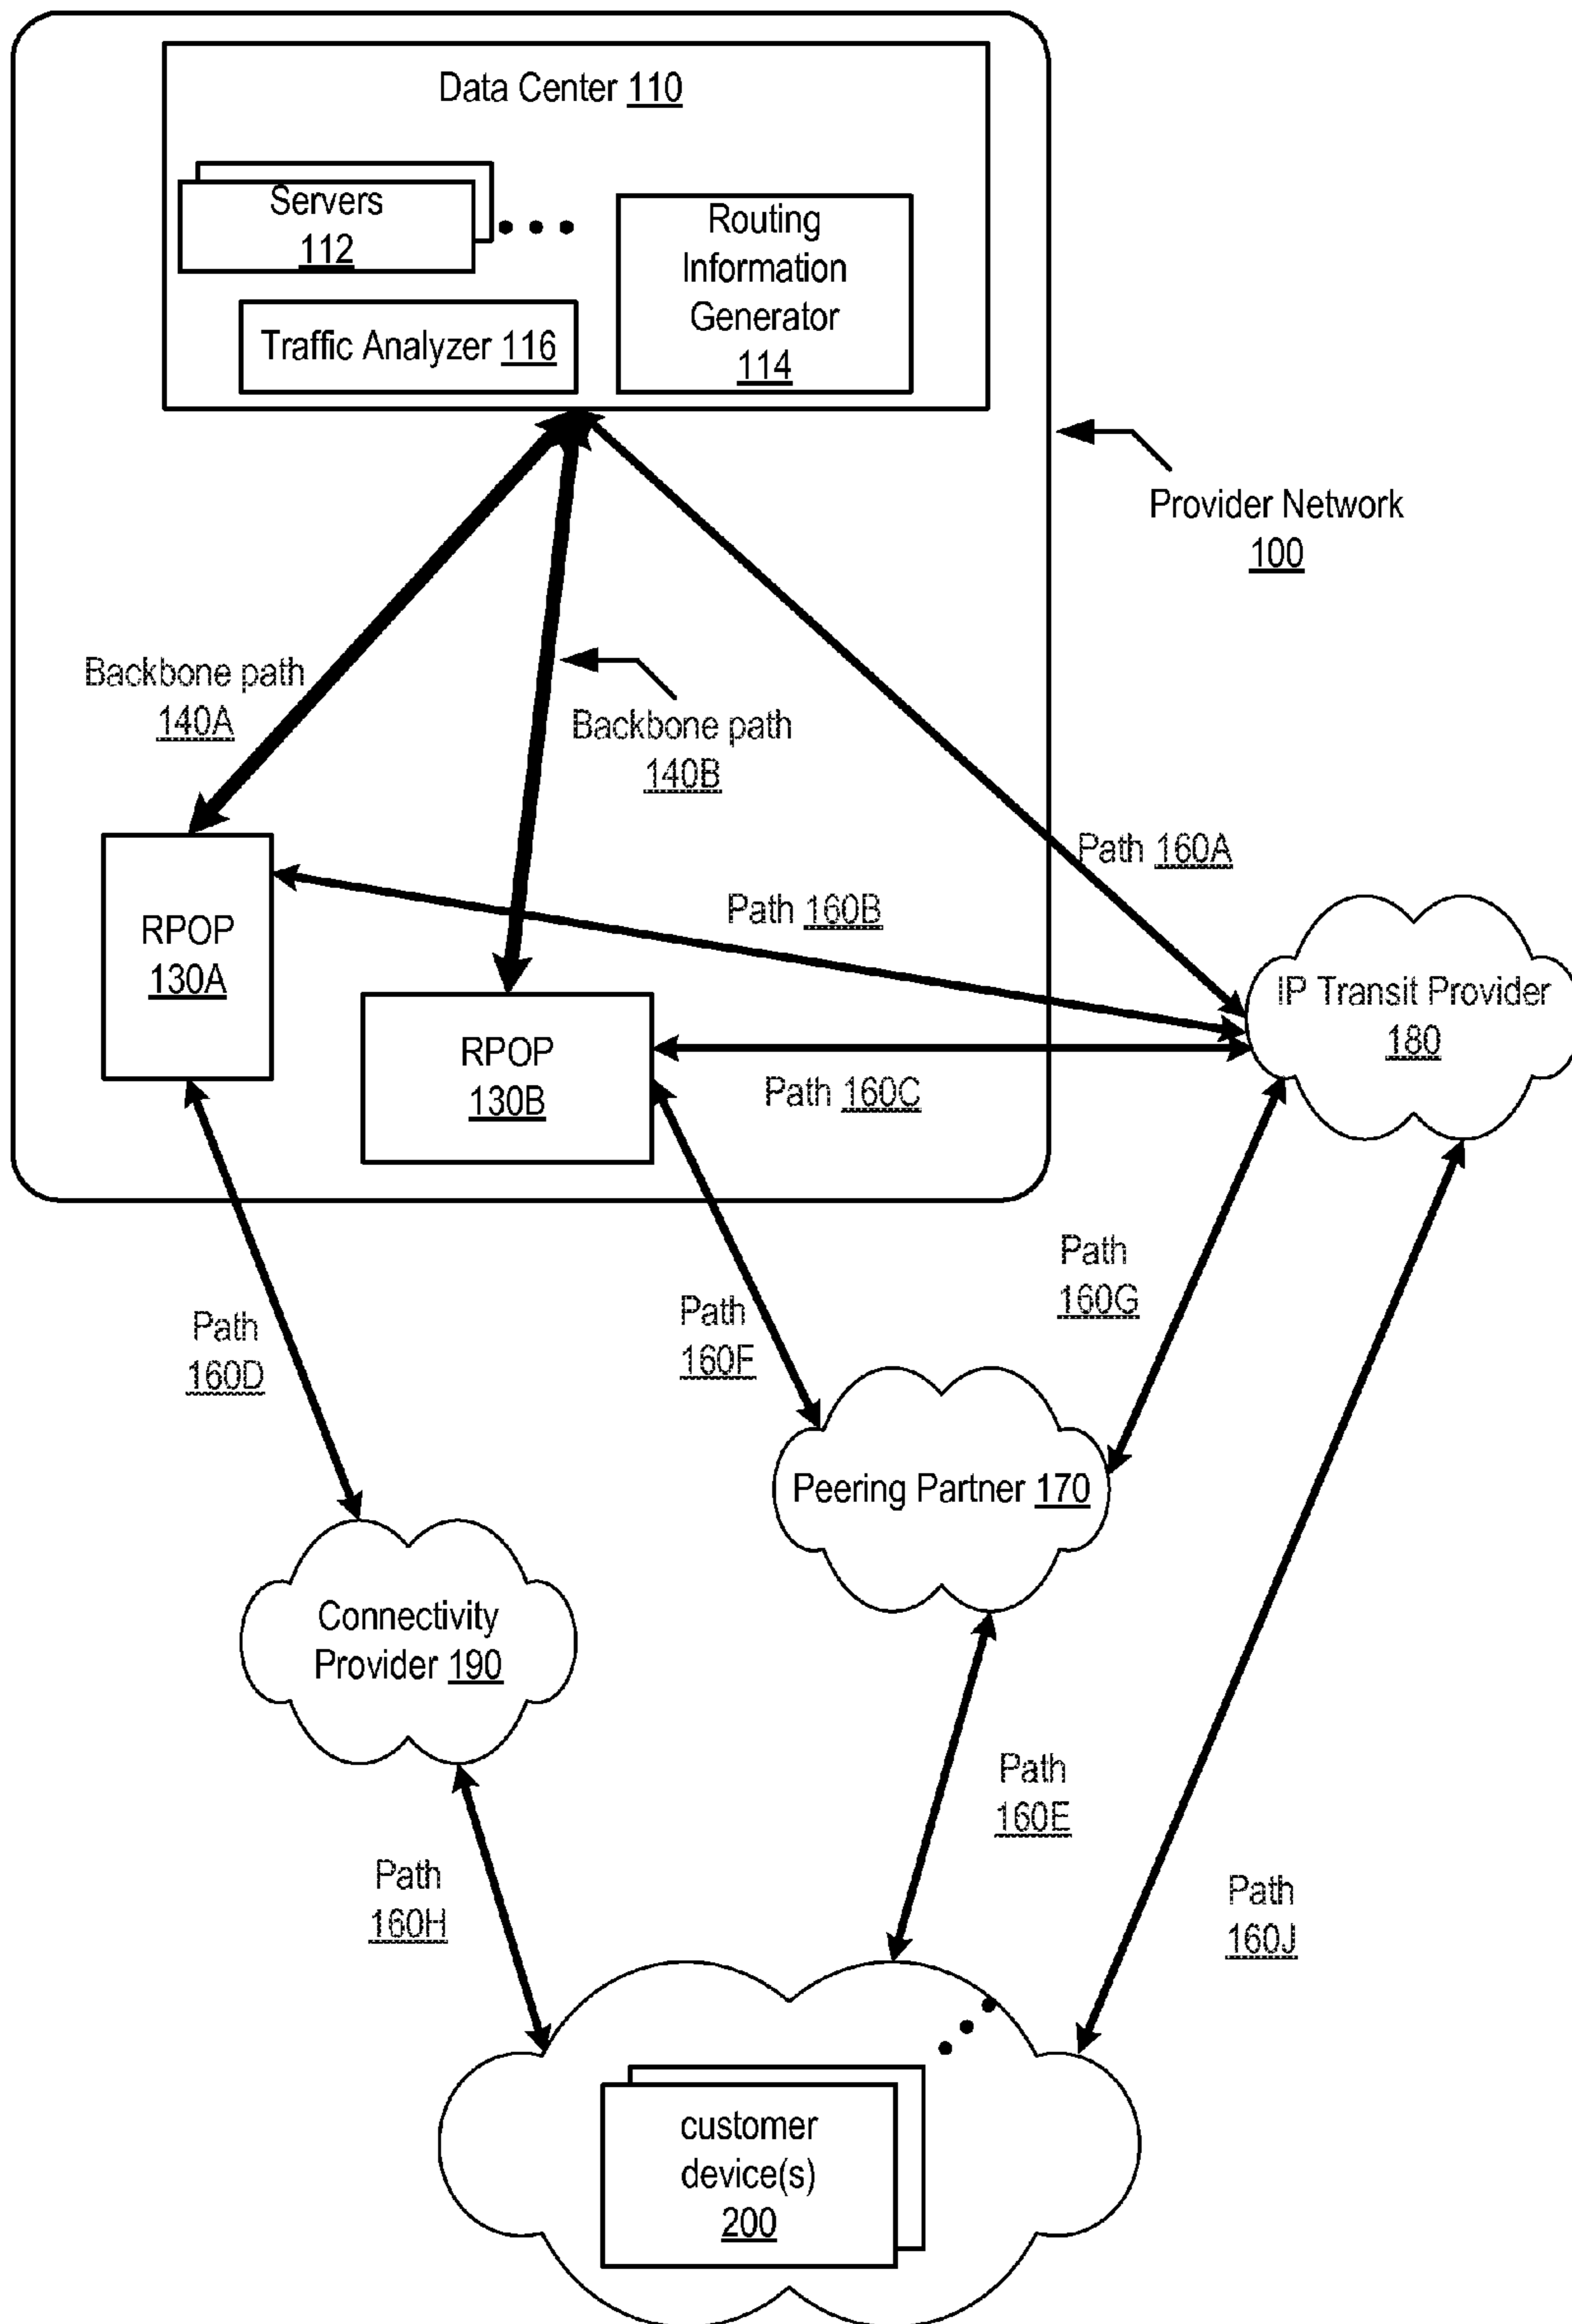 Data Center 110
Servers
112
Routing
Information
Generator
114
Traffic Analyzer 116
Provider Network
100
Backbone path
140A
Backbone path
140B
Path 160A
Path 160B
RPOP
130A
IP Transit Provider
180
RPOP
130B
Path 160C
Path
160G
Path
160F
Path
160D
Peering Partner 170
Connectivity
Provider 190
Path
160E
Path
160H
Path
160J
customer
device(s)
200